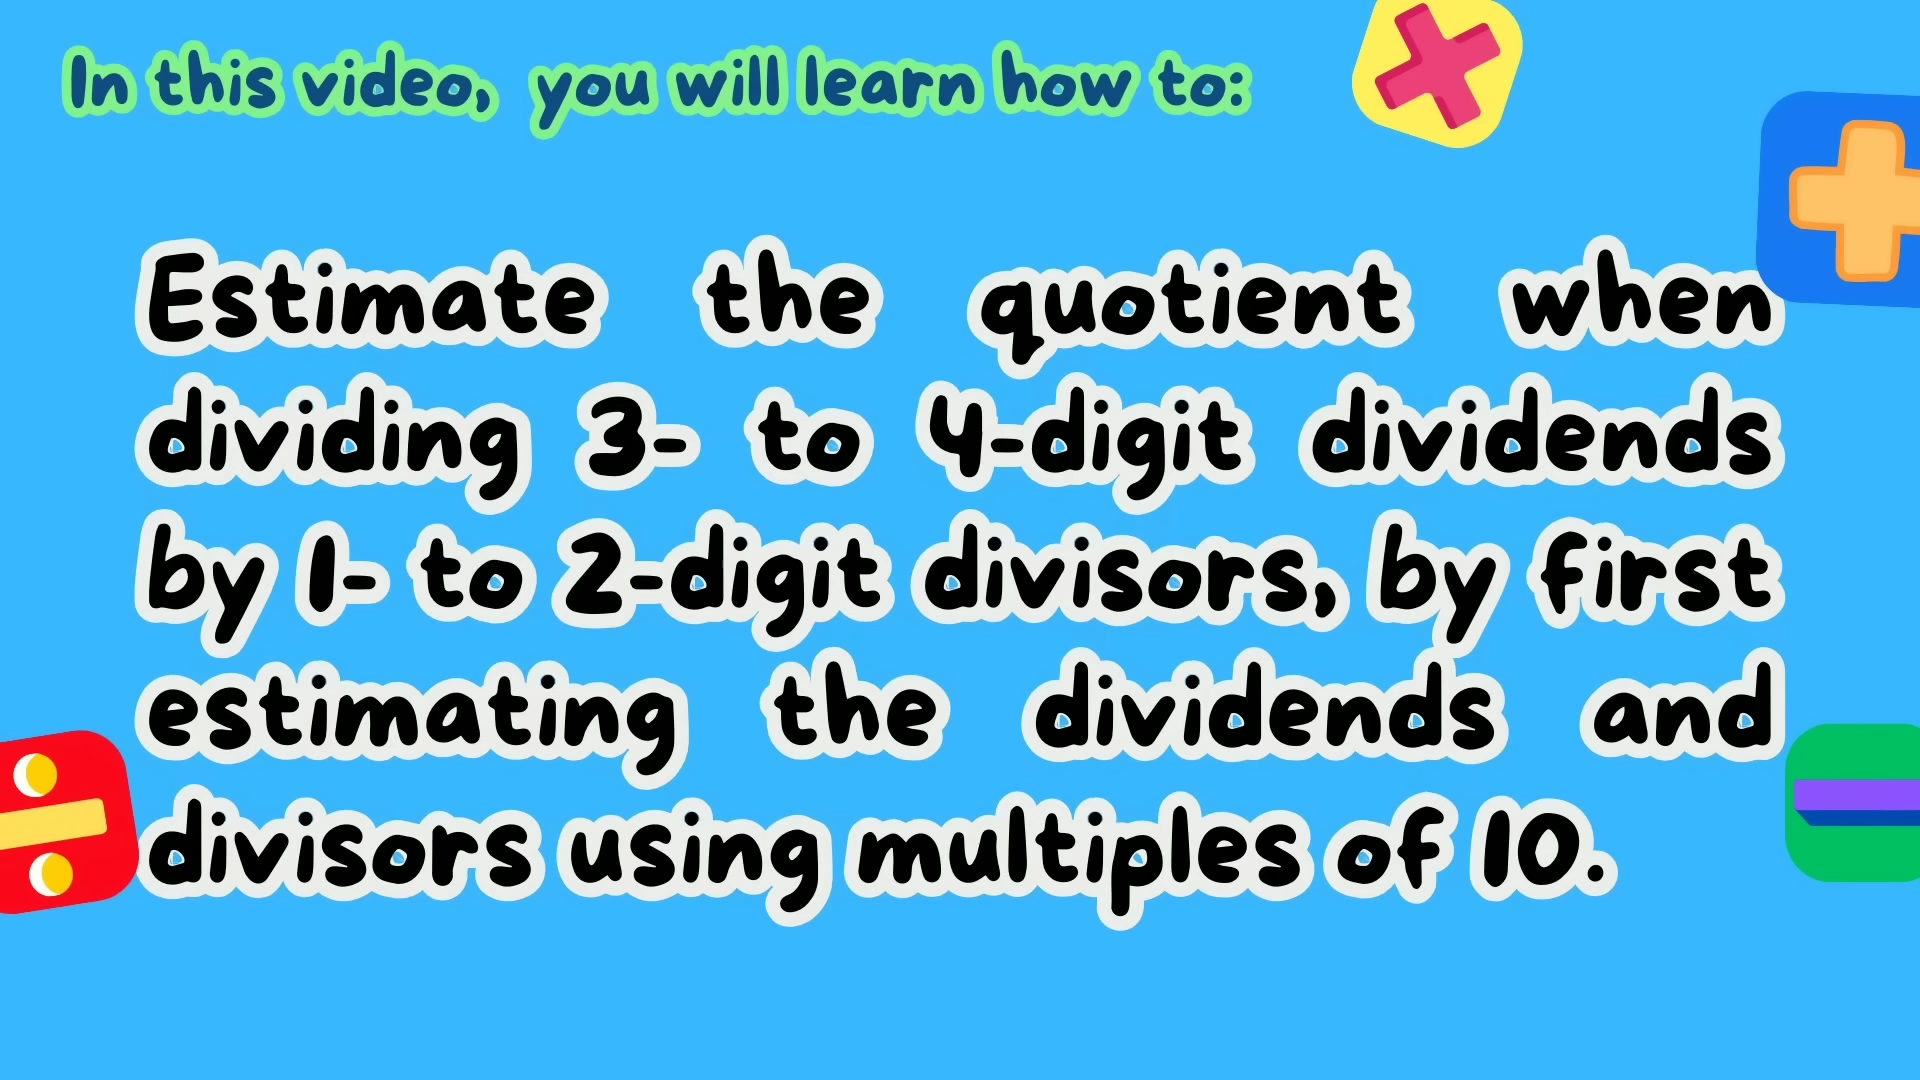 In this video, you will learn how to:
Estimate the quotient when
dividing 3- to 4-digit dividends
by 1- to 2-digit divisors, by first
estimating the dividends and
divisors using multiples of 10.